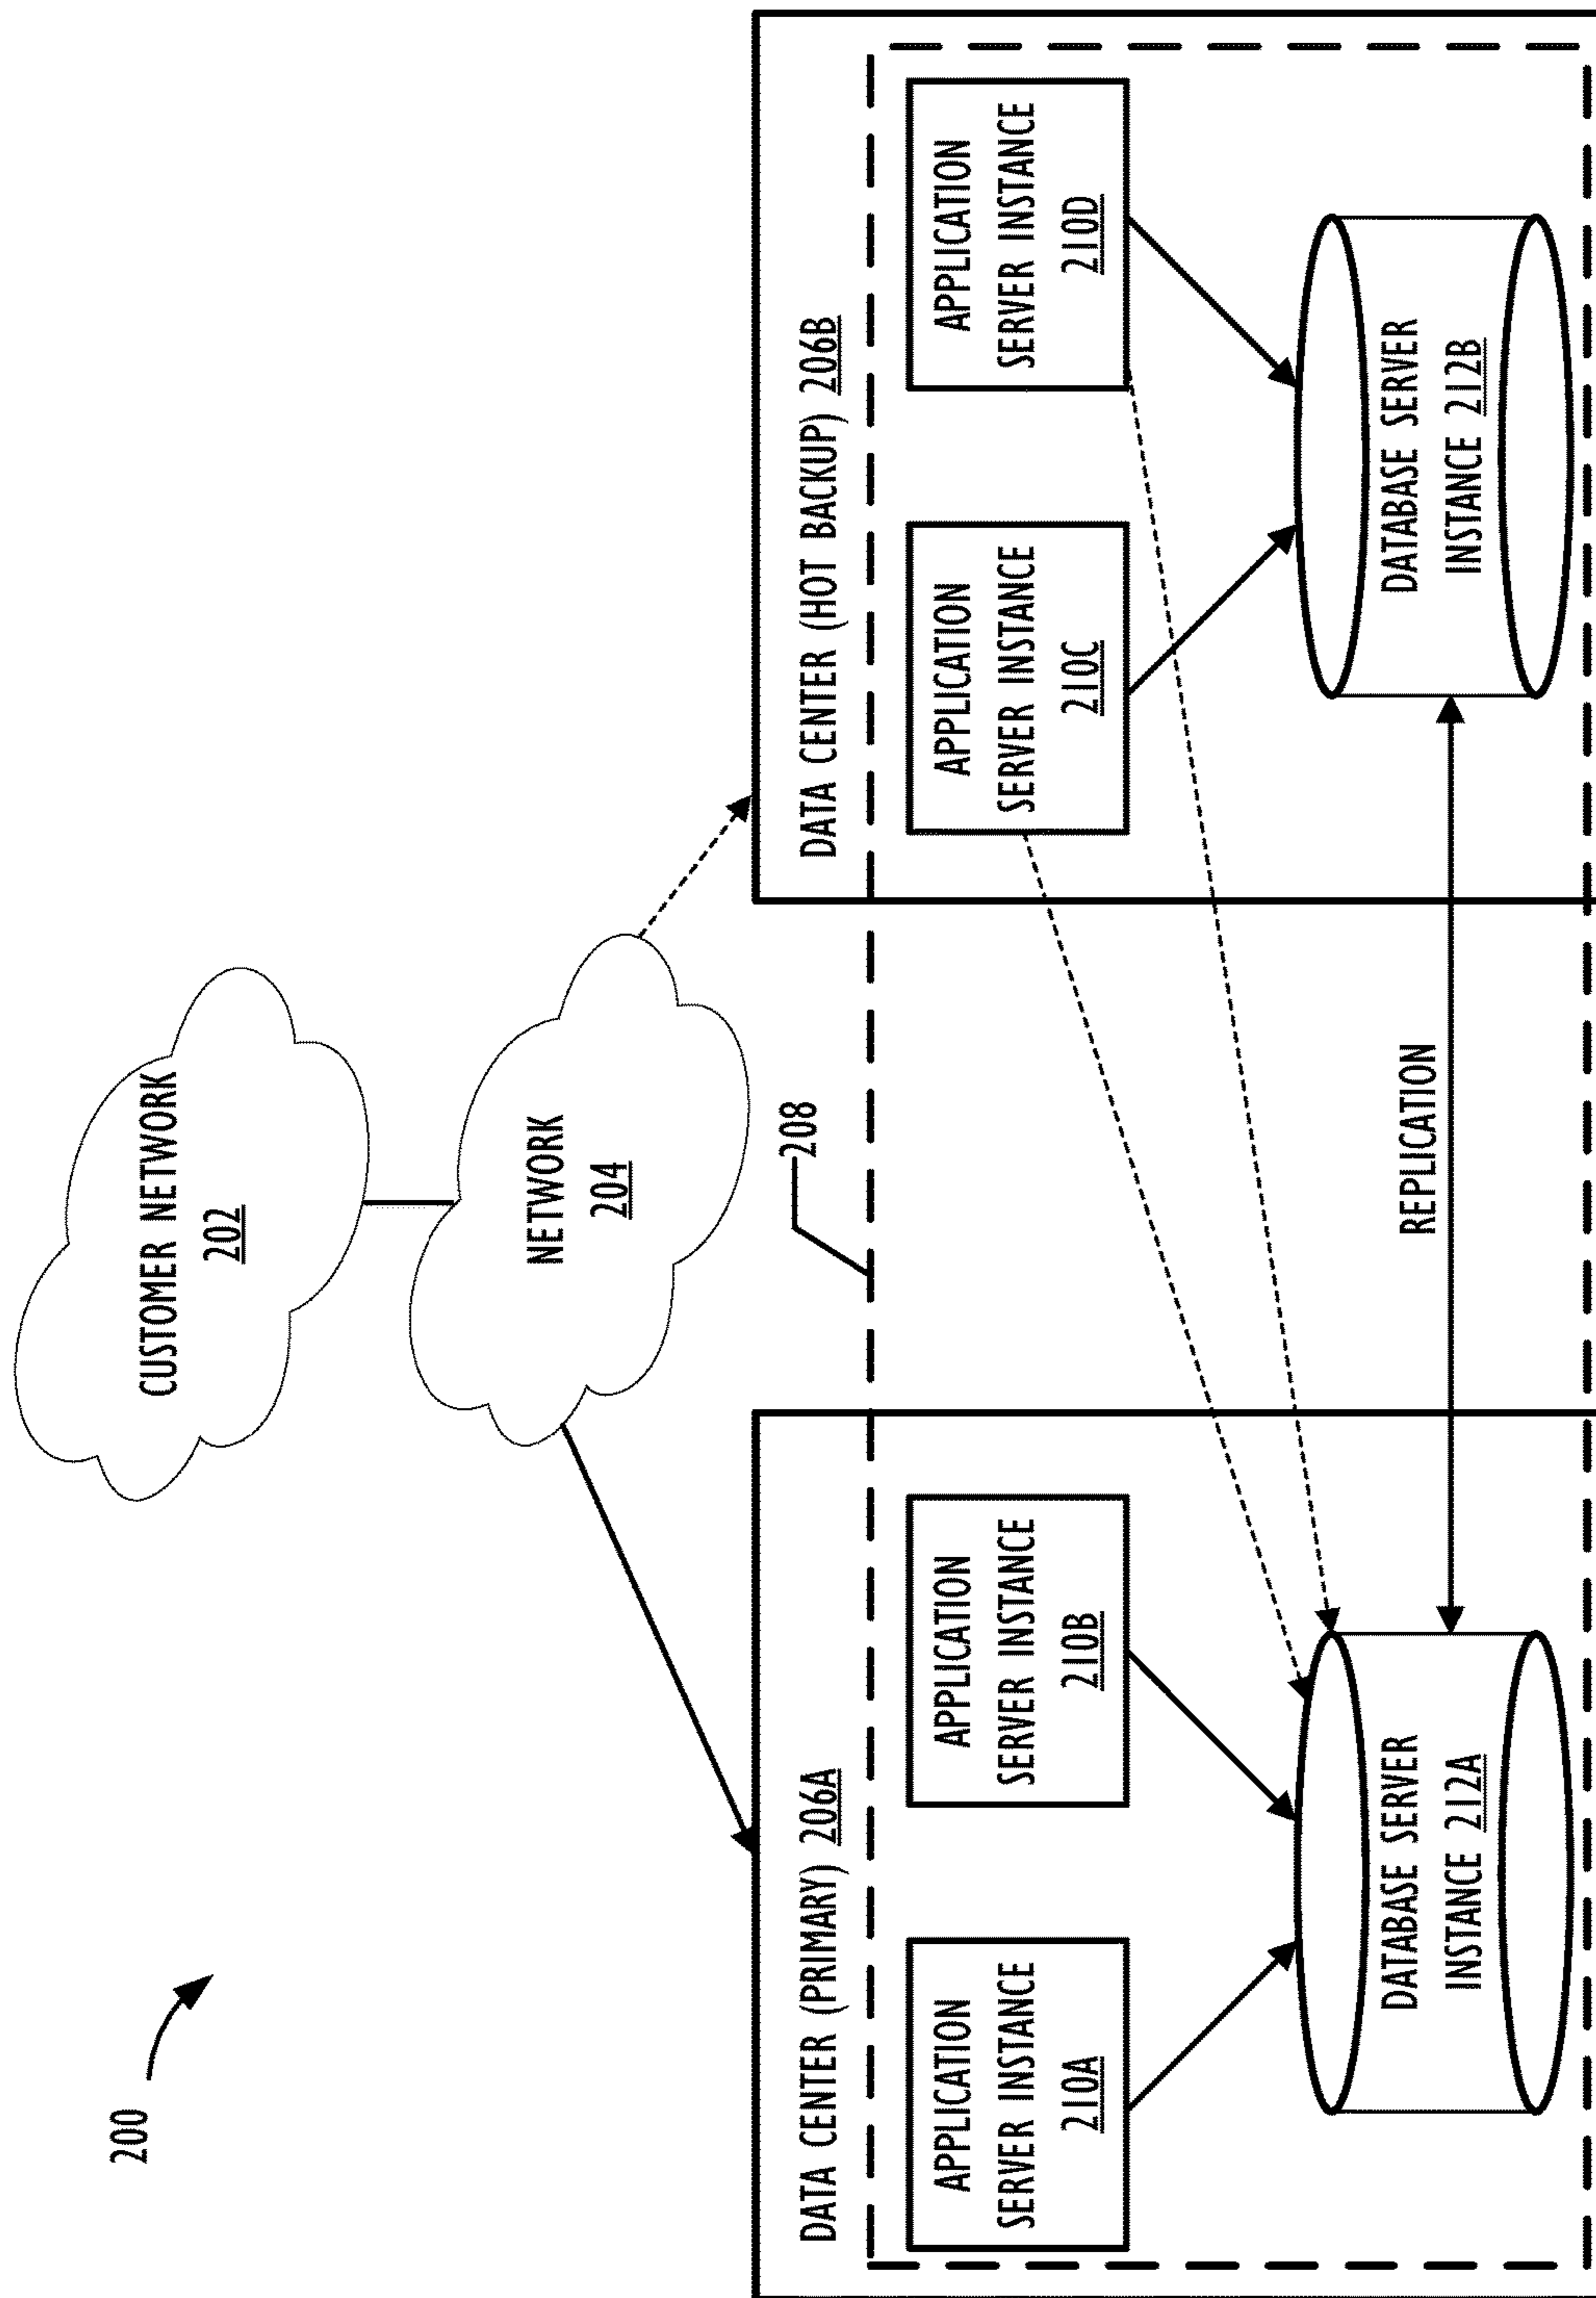 200
CUSTOMER NETWORK
202
NETWORK
204
208
DATA CENTER (PRIMARY) 206A
APPLICATION
SERVER INSTANCE
210A
APPLICATION
SERVER INSTANCE
210B
DATABASE SERVER
INSTANCE 212A
REPLICATION
DATA CENTER (HOT BACKUP) 206B
APPLICATION
SERVER INSTANCE
210C
APPLICATION
SERVER INSTANCE
210D
DATABASE SERVER
INSTANCE 212B